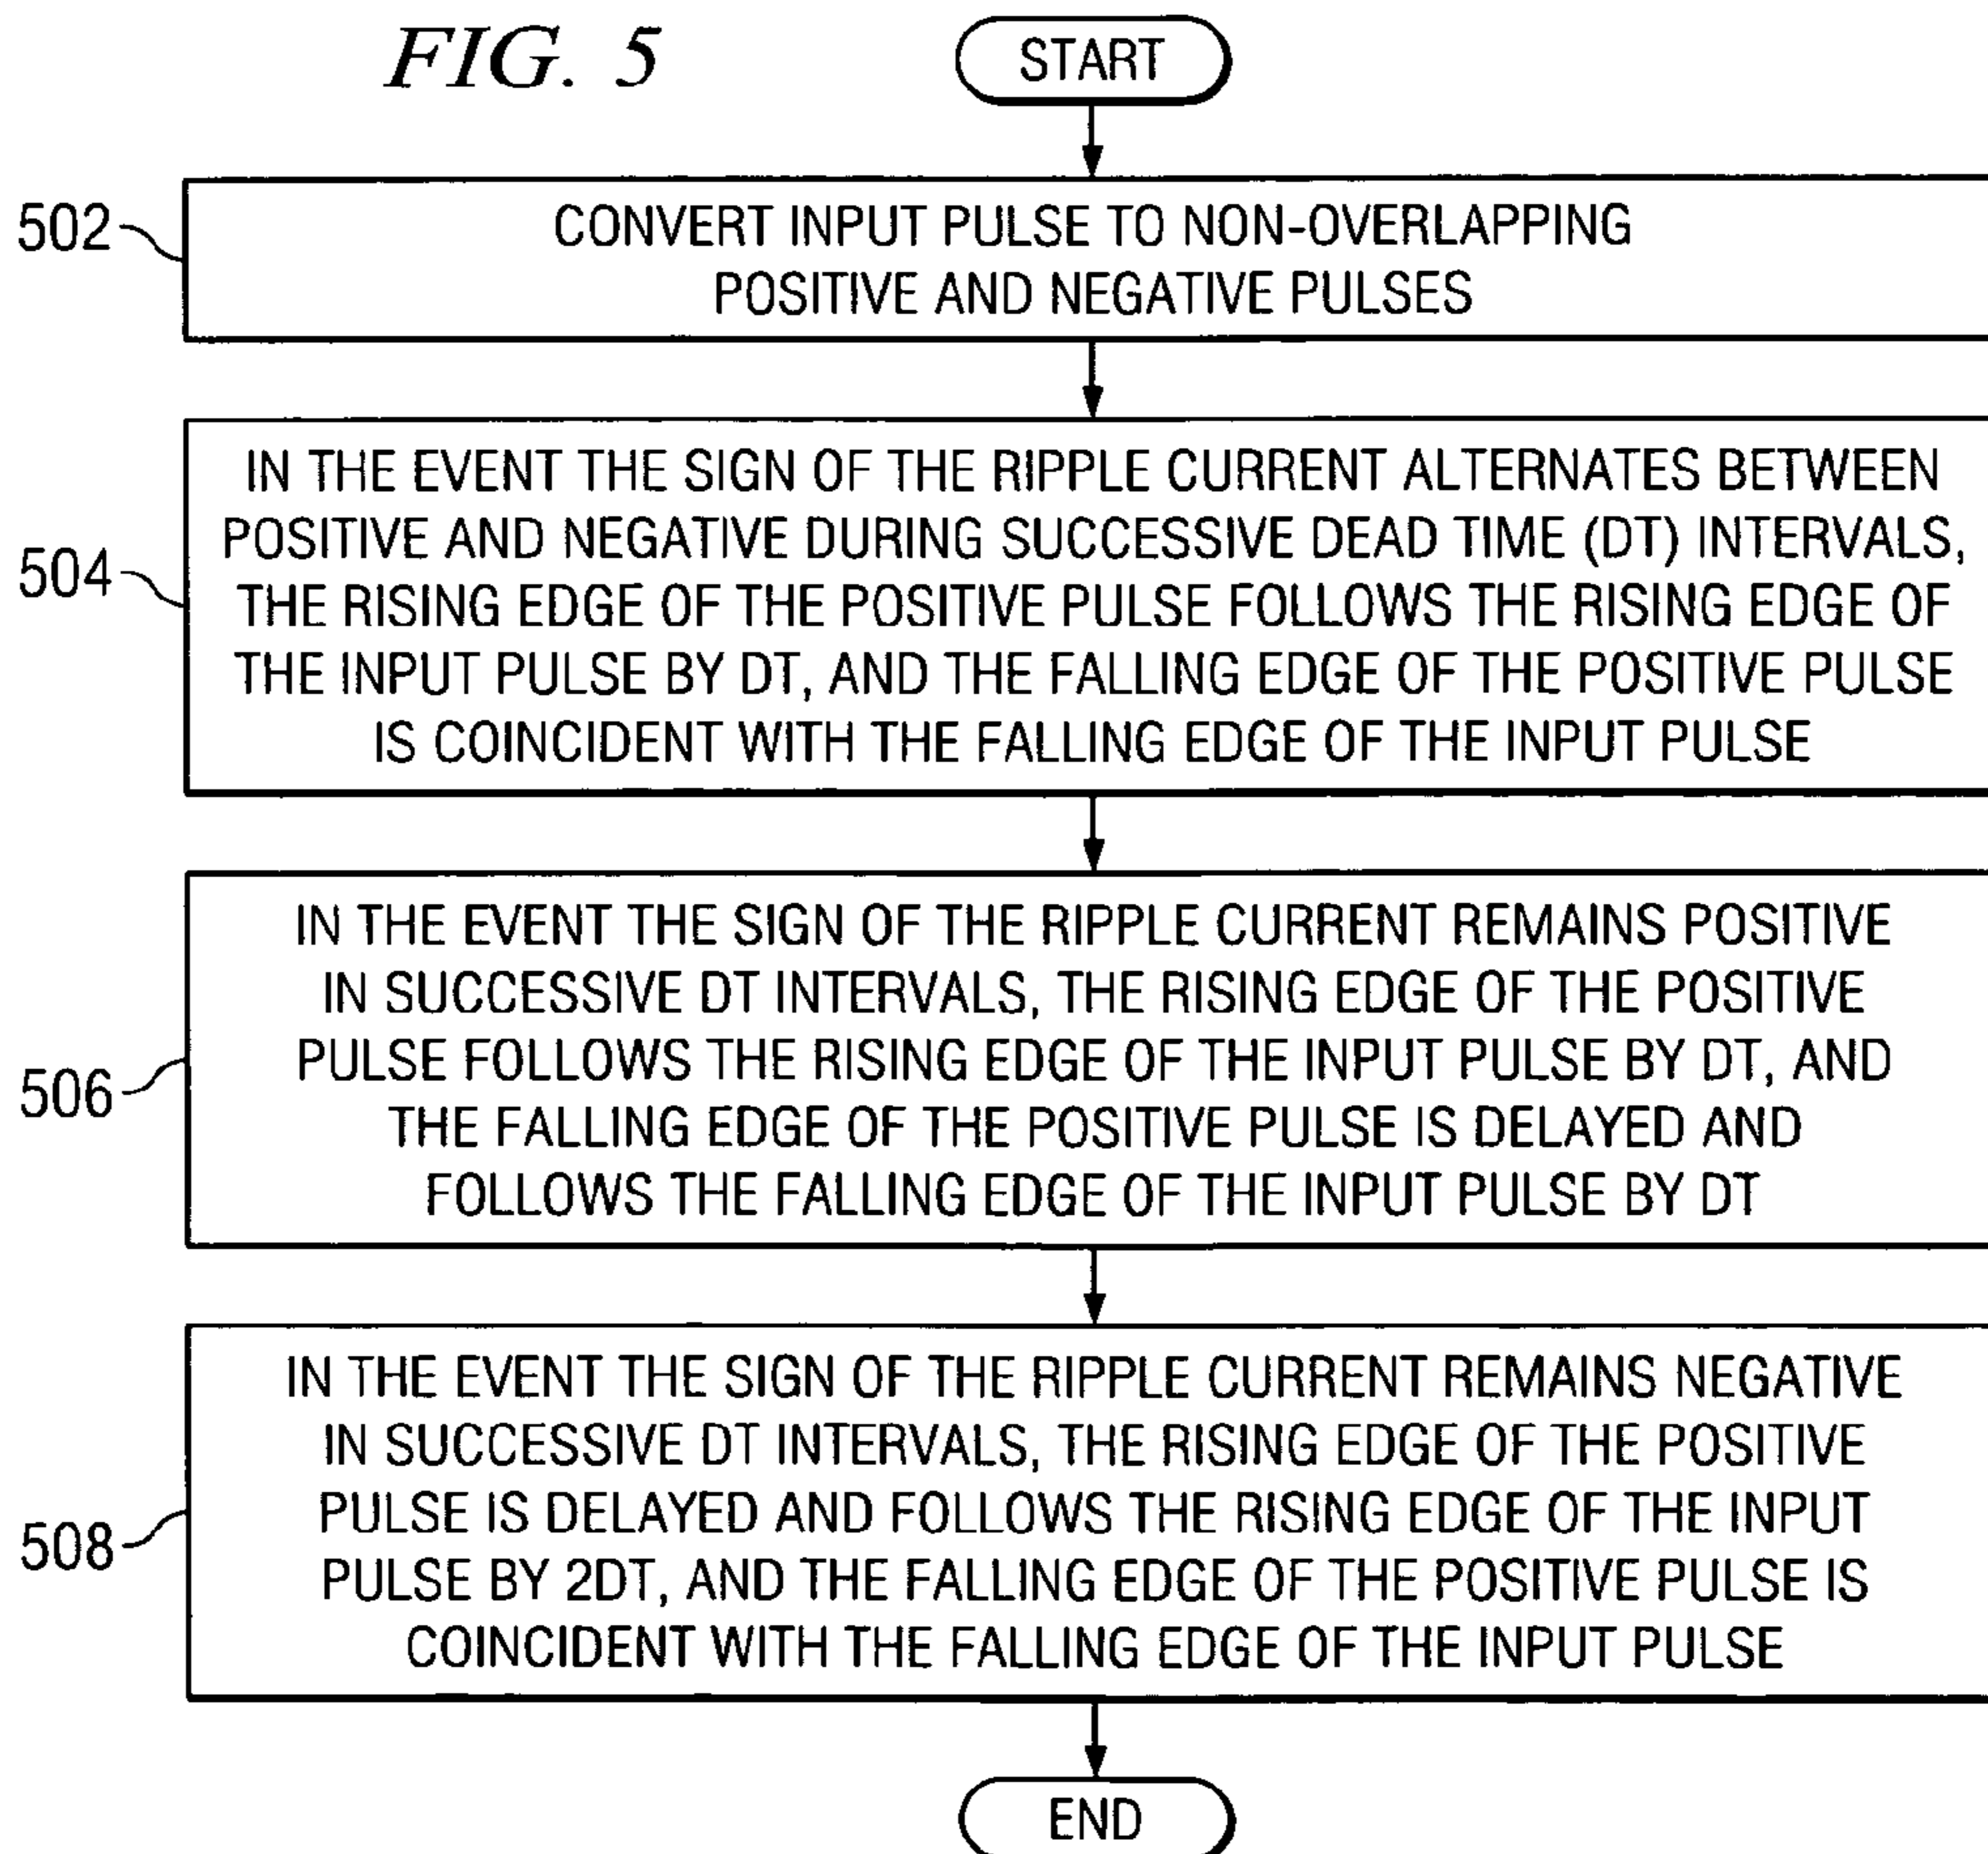 FIG. 5
START
502
CONVERT INPUT PULSE TO NON-OVERLAPPING
POSITIVE AND NEGATIVE PULSES
504
IN THE EVENT THE SIGN OF THE RIPPLE CURRENT ALTERNATES BETWEEN
POSITIVE AND NEGATIVE DURING SUCCESSIVE DEAD TIME (DT) INTERVALS,
THE RISING EDGE OF THE POSITIVE PULSE FOLLOWS THE RISING EDGE OF
THE INPUT PULSE BY DT, AND THE FALLING EDGE OF THE POSITIVE PULSE
IS COINCIDENT WITH THE FALLING EDGE OF THE INPUT PULSE
506
IN THE EVENT THE SIGN OF THE RIPPLE CURRENT REMAINS POSITIVE
IN SUCCESSIVE DT INTERVALS, THE RISING EDGE OF THE POSITIVE
PULSE FOLLOWS THE RISING EDGE OF THE INPUT PULSE BY DT, AND
THE FALLING EDGE OF THE POSITIVE PULSE IS DELAYED AND
FOLLOWS THE FALLING EDGE OF THE INPUT PULSE BY DT
508
IN THE EVENT THE SIGN OF THE RIPPLE CURRENT REMAINS NEGATIVE
IN SUCCESSIVE DT INTERVALS, THE RISING EDGE OF THE POSITIVE
PULSE IS DELAYED AND FOLLOWS THE RISING EDGE OF THE INPUT
PULSE BY 2DT, AND THE FALLING EDGE OF THE POSITIVE PULSE IS
COINCIDENT WITH THE FALLING EDGE OF THE INPUT PULSE
END